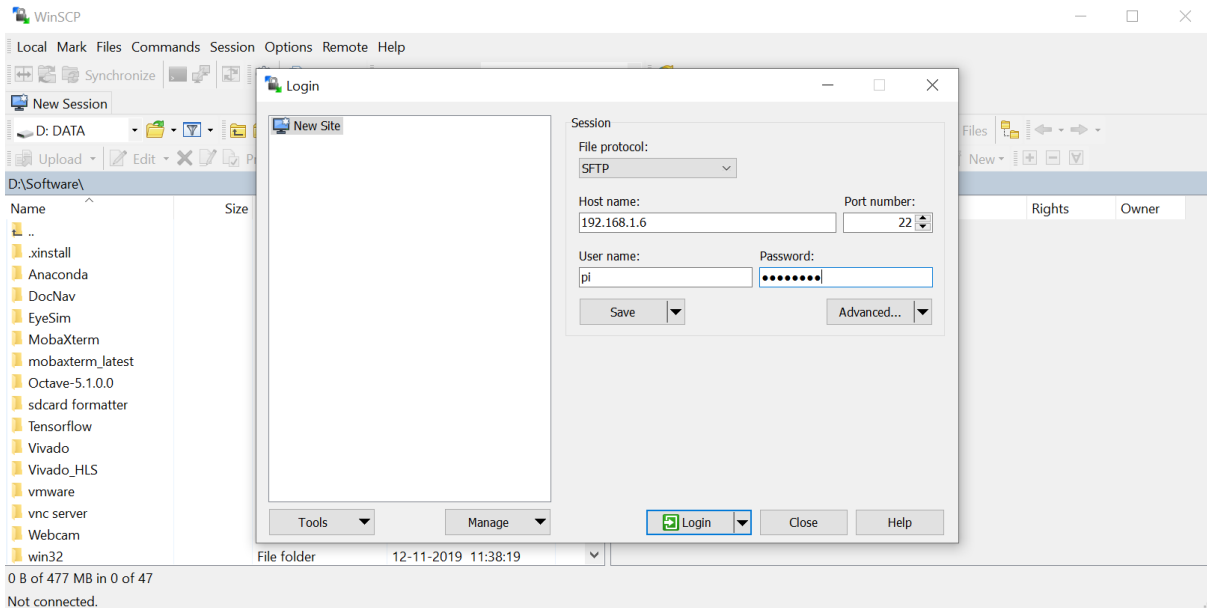 WinSCP
Local Mark Files Commands Session Options Remote Help
Synchronize
New Session
D: DATA
Upload Edit
D:\Software\
Name Size
..
.xinstall
Anaconda
DocNav
EyeSim
MobaXterm
mobaxterm_latest
Octave-5.1.0.0
sdcard formatter
Tensorflow
Vivado
Vivado_HLS
vmware
vnc server
Webcam
win32 File folder 12-11-2019 11:38:19
Login
New Site
Session
File protocol:
SFTP
Host name: Port number:
192.168.1.6 22
User name: Password:
pi ••••••••
Save Advanced...
Tools Manage Login Close Help
Files
New
Rights Owner
0 B of 477 MB in 0 of 47
Not connected.